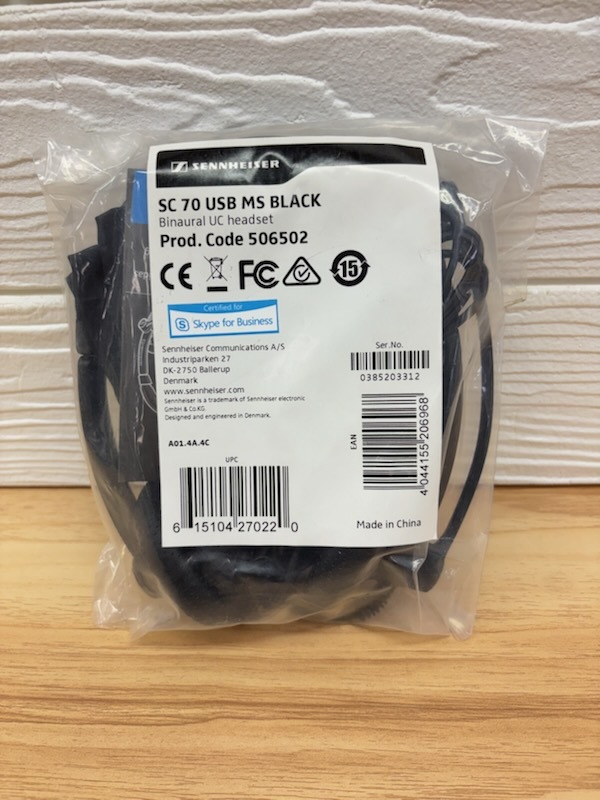 SENNHEISER
SC 70 USB MS BLACK
Binaural UC headset
Prod. Code 506502
CE FC 15
Certified for
S Skype for Business
Sennheiser Communications A/S
Industriparken 27
DK-2750 Ballerup
Denmark
www.sennheiser.com
Sennheiser is a trademark of Sennheiser electronic
GmbH & Co.KG
Designed and engineered in Denmark.
A01.4A.4C
Ser.No.
0385203312
EAN
4 044155 206968
UPC
6 15104 27022 0
Made in China